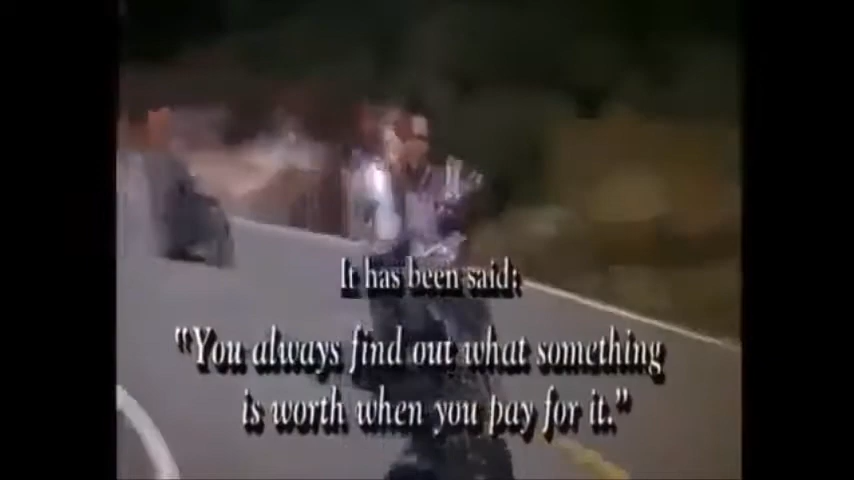 It has been said:
"You always find out what something
is worth when you pay for it."